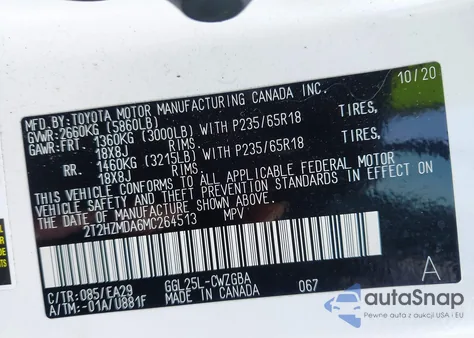 MFD.BY:TOYOTA MOTOR MANUFACTURING CANADA INC. 10/20
GVWR:2660KG (5860LB)
GAWR:FRT. 1360KG (3000LB) WITH P235/65R18 TIRES,
18X8J RIMS.
RR. 1460KG (3215LB) WITH P235/65R18 TIRES,
18X8J RIMS.
THIS VEHICLE CONFORMS TO ALL APPLICABLE FEDERAL MOTOR
VEHICLE SAFETY AND THEFT PREVENTION STANDARDS IN EFFECT ON
THE DATE OF MANUFACTURE SHOWN ABOVE.
2T2HZMDA6MC264513 MPV
C/TR:085/EA29 GGL25L-CWZGBA 067 A
A/TM:-01A/U881F MADE IN CANADA
autoSnap
Pewne auta z aukcji USA i EU